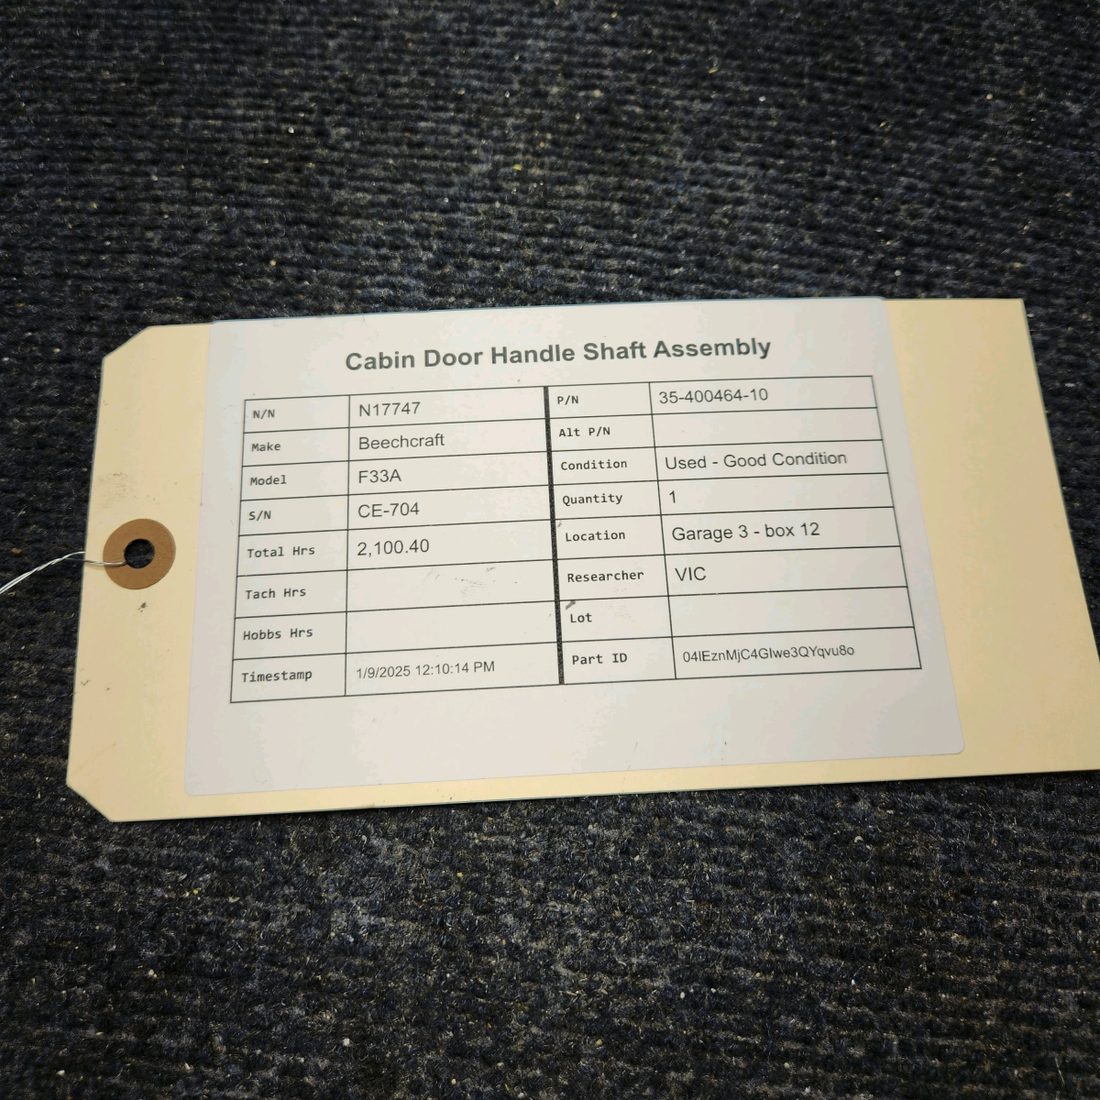 Cabin Door Handle Shaft Assembly
N/N N17747 P/N 35-400464-10
Make Beechcraft Alt P/N
Model F33A Condition Used - Good Condition
S/N CE-704 Quantity 1
Total Hrs 2,100.40 Location Garage 3 - box 12
Tach Hrs Researcher VIC
Hobbs Hrs Lot
Timestamp 1/9/2025 12:10:14 PM Part ID 04IEznMjC4GIwe3QYqvu8o